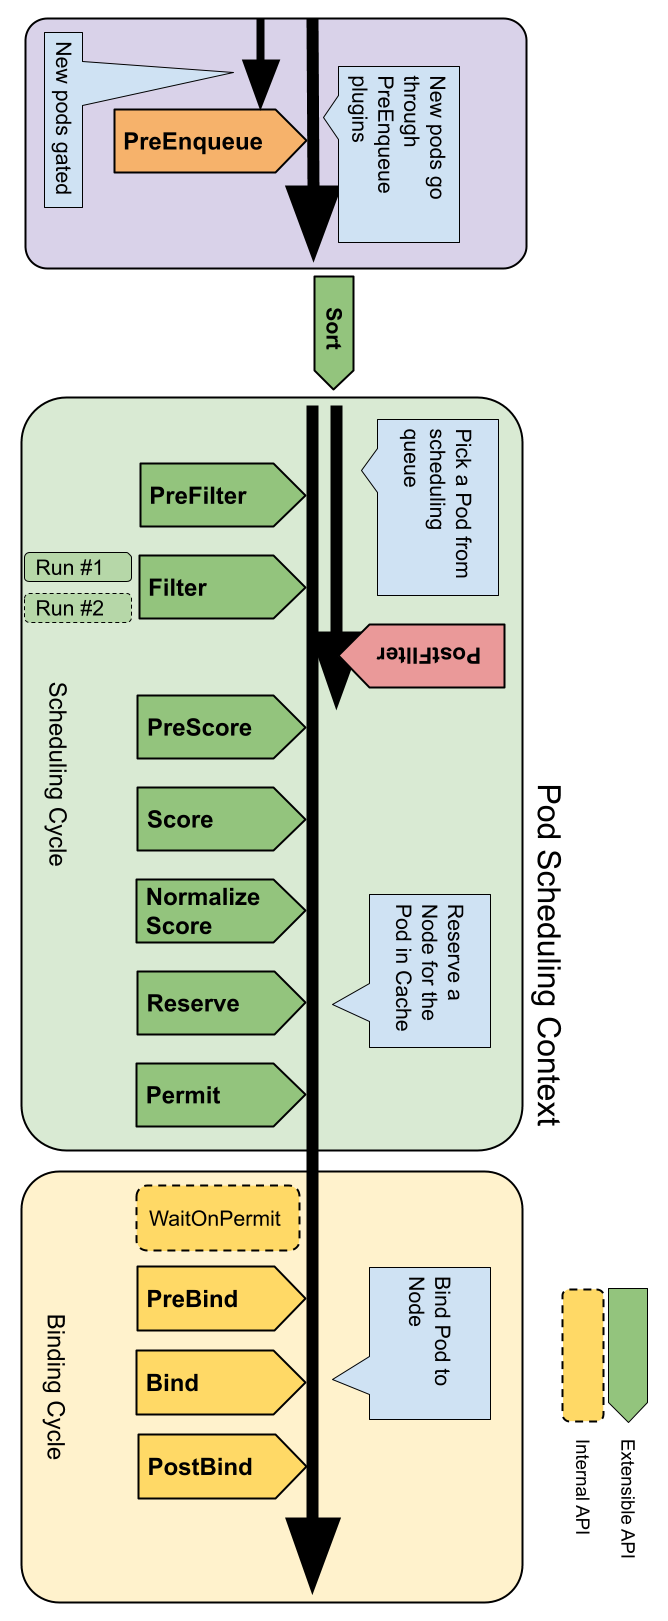 New pods gated
PreEnqueue
New pods go
through
PreEnqueue
plugins
Sort
Pick a Pod from
scheduling
queue
PreFilter
Run #1
Run #2
Filter
PostFIlter
PreScore
Score
Normalize
Score
Reserve
Reserve a
Node for the
Pod in Cache
Permit
Scheduling Cycle
Pod Scheduling Context
WaitOnPermit
PreBind
Bind
PostBind
Bind Pod to
Node
Binding Cycle
Extensible API
Internal API